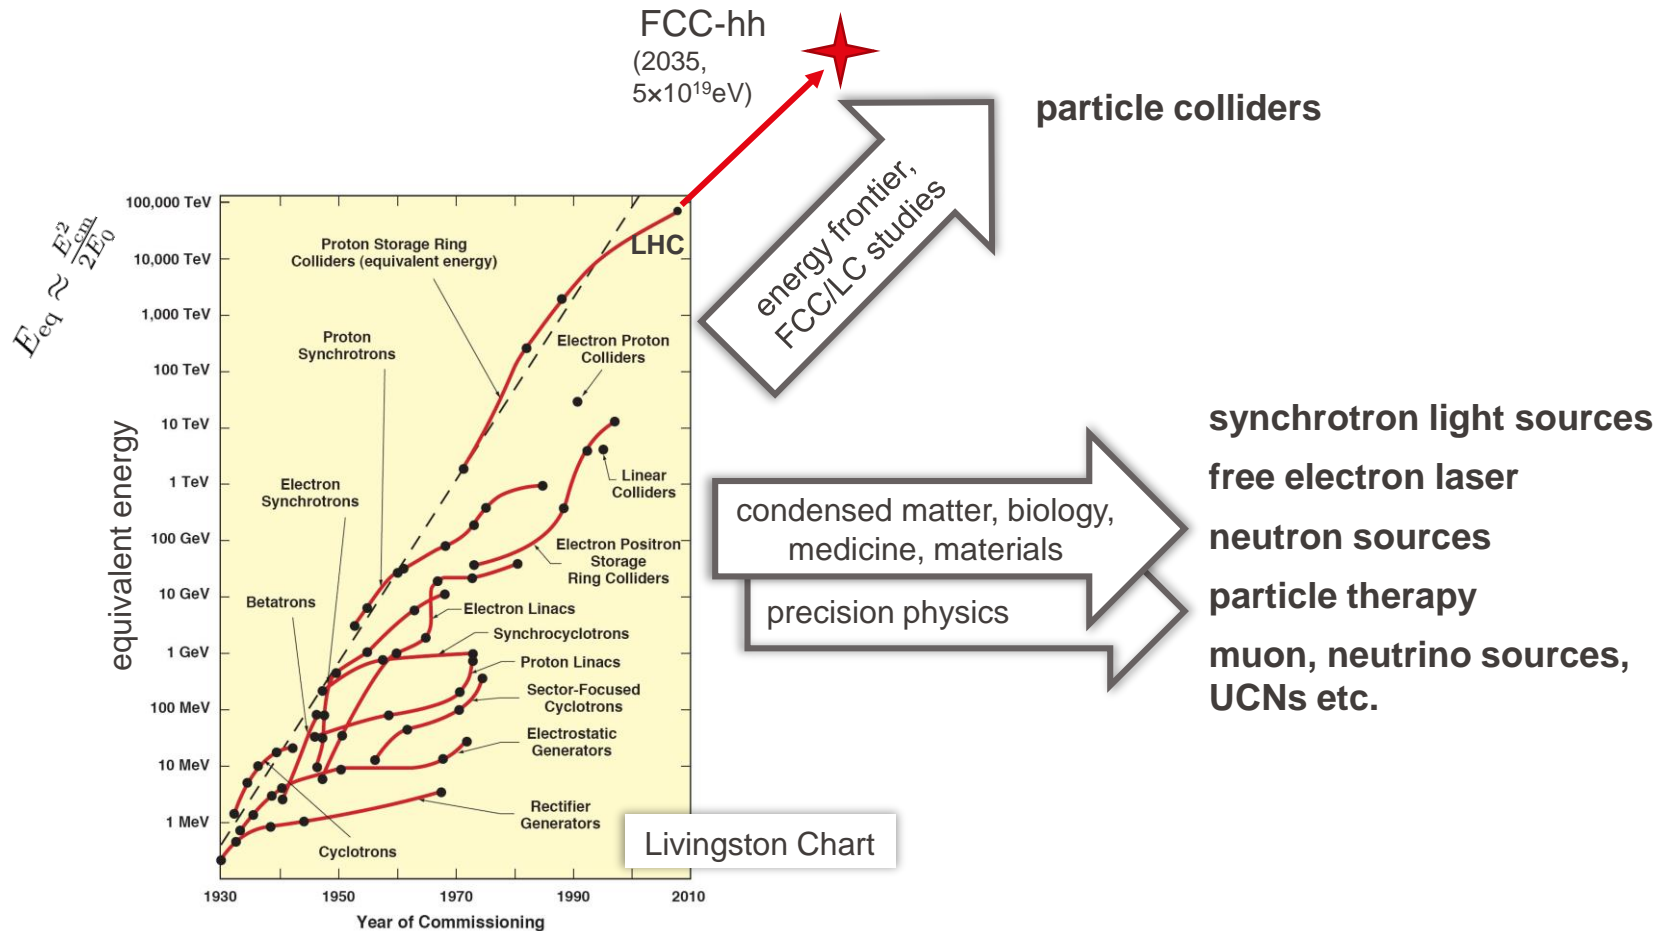 FCC-hh
(2035,
5×10¹⁹eV)
particle colliders
energy frontier,
FCC/LC studies
E_eq ≈ E²_cm / 2E₀
equivalent energy
100,000 TeV
10,000 TeV
1,000 TeV
100 TeV
10 TeV
1 TeV
100 GeV
10 GeV
1 GeV
100 MeV
10 MeV
1 MeV
Proton Storage Ring
Colliders (equivalent energy)
LHC
Proton
Synchrotrons
Electron Proton
Colliders
Electron
Synchrotrons
Linear
Colliders
Electron Positron
Storage
Ring Colliders
Betatrons
Electron Linacs
Synchrocyclotrons
Proton Linacs
Sector-Focused
Cyclotrons
Electrostatic
Generators
Rectifier
Generators
Cyclotrons
1930
1950
1970
1990
2010
Year of Commissioning
Livingston Chart
condensed matter, biology,
medicine, materials
precision physics
synchrotron light sources
free electron laser
neutron sources
particle therapy
muon, neutrino sources,
UCNs etc.